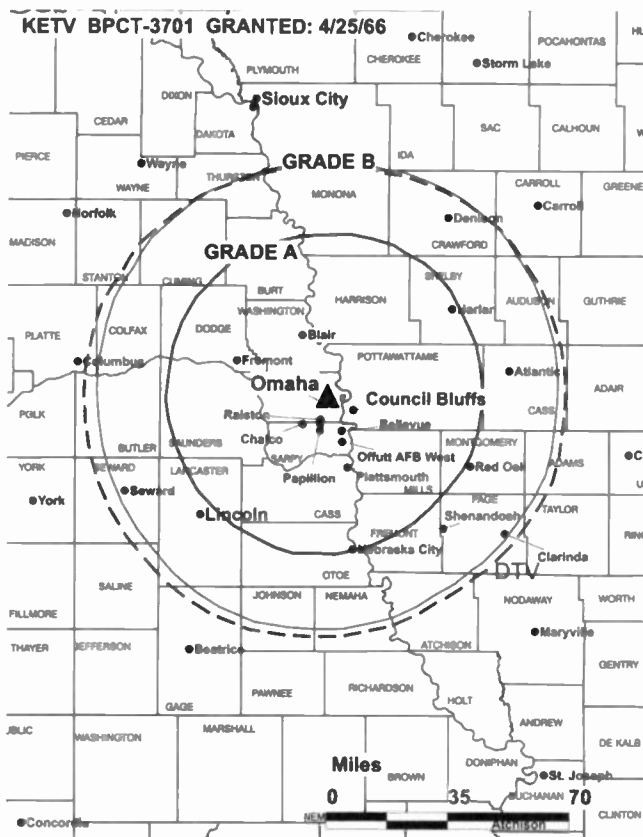 KETV BPCT-3701 GRANTED: 4/25/66
Cherokee
POCAHONTAS
CHEROKEE
Storm Lake
PLYMOUTH
DIXON
Sioux City
CEDAR
DAKOTA
SAC
CALHOUN
PIERCE
Wayne
GRADE B
IDA
WAYNE
THURSTON
MONONA
CARROLL
GREENE
Norfolk
Denison
Carroll
MADISON
CRAWFORD
GRADE A
STANTON
CUMING
SHELBY
BURT
HARRISON
AUDUBON
GUTHRIE
WASHINGTON
Harlan
PLATTE
COLFAX
DODGE
Blair
POTTAWATTAMIE
Columbus
Fremont
Atlantic
ADAIR
Omaha
Council Bluffs
CASS
POLK
Ralston
Bellevue
Chalco
BUTLER
SAUNDERS
MONTGOMERY
Offutt AFB West
YORK
SEWARD
LANCASTER
SARPY
Papillion
Plattsmouth
Red Oak
ADAMS
Seward
MILLS
PAGE
York
Lincoln
CASS
Shenandoah
TAYLOR
FREMONT
Nebraska City
Clarinda
OTOE
DTV
SALINE
JOHNSON
NEMAHA
NODAWAY
WORTH
FILLMORE
Maryville
THAYER
JEFFERSON
Beatrice
ATCHISON
GENTRY
RICHARDSON
HOLT
GAGE
PAWNEE
ANDREW
MARSHALL
WASHINGTON
DE KALB
Miles
DONIPHAN
BROWN
St. Joseph
0 35 70
BUCHANAN
CLINTON
Concordia
Atchison